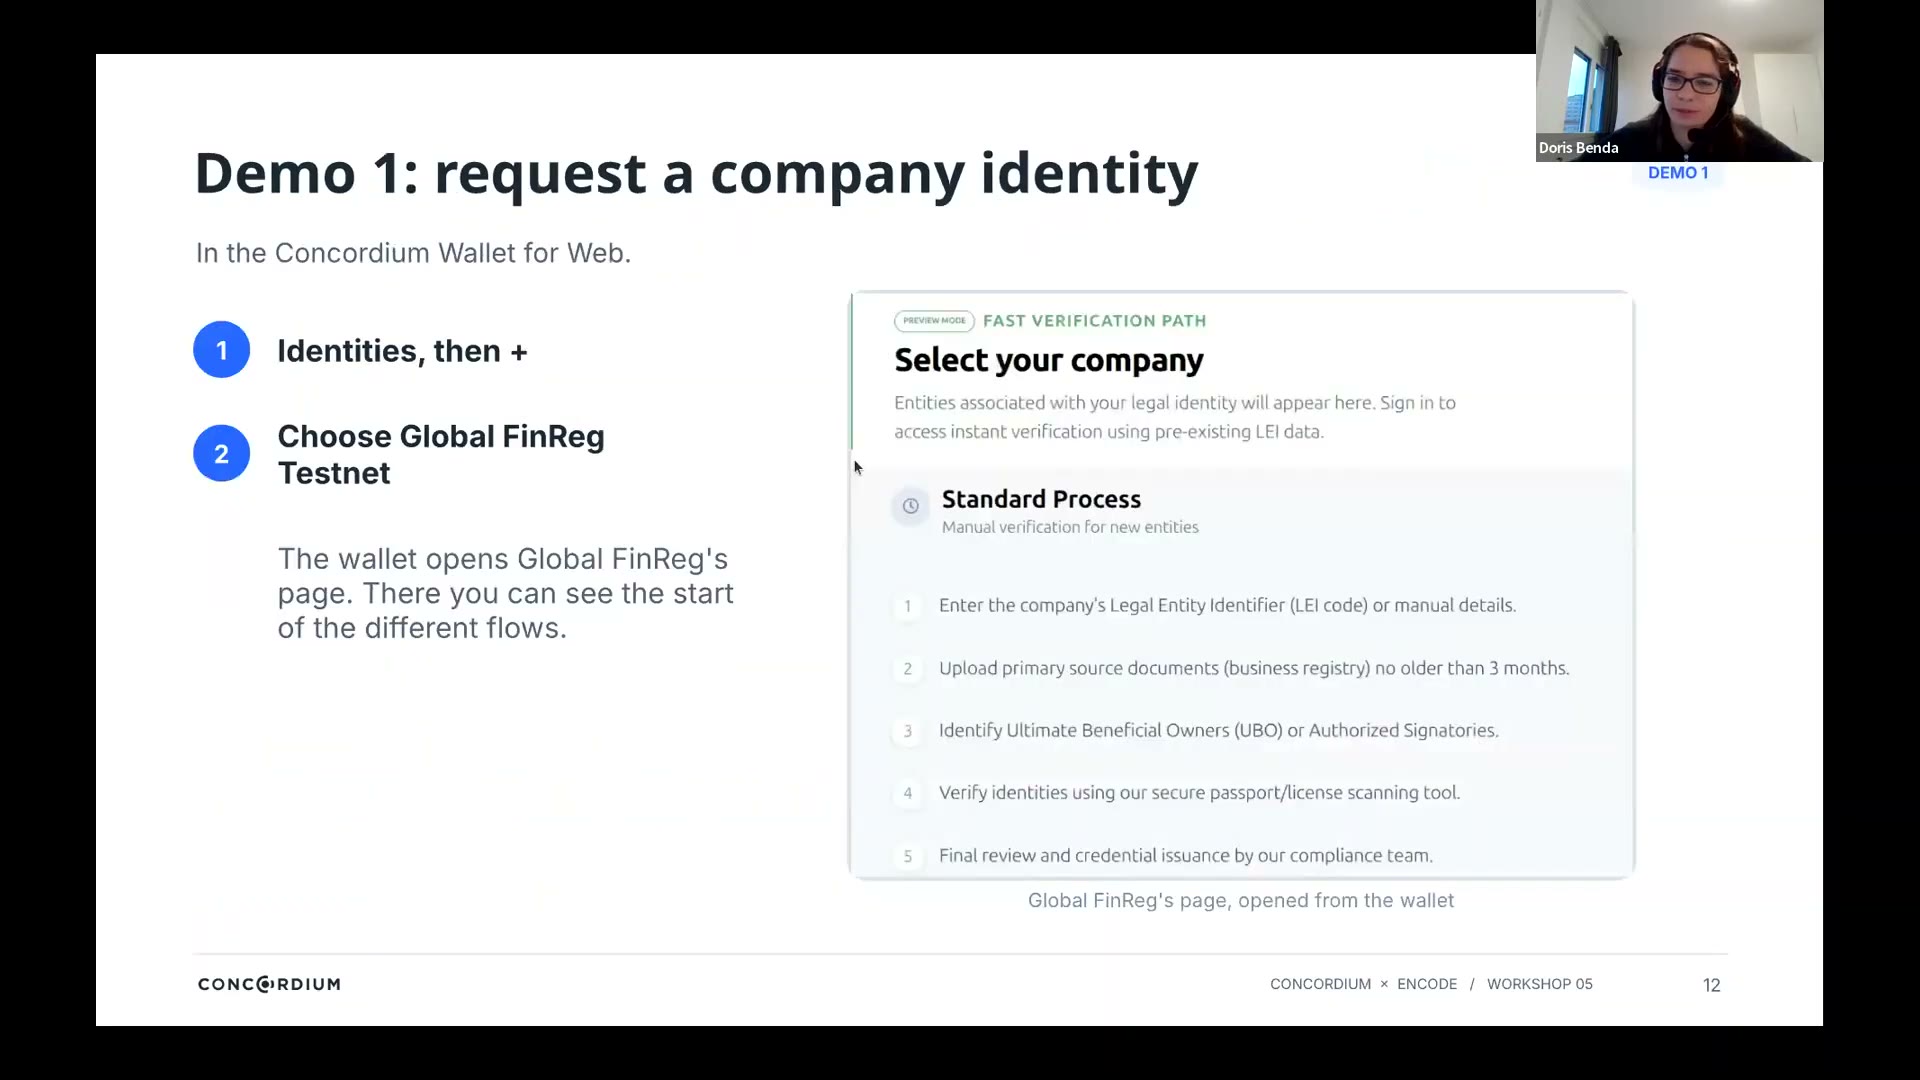 Doris Benda
DEMO 1
Demo 1: request a company identity
In the Concordium Wallet for Web.
1
Identities, then +
2
Choose Global FinReg
Testnet
The wallet opens Global FinReg's
page. There you can see the start
of the different flows.
PREVIEW MODE
FAST VERIFICATION PATH
Select your company
Entities associated with your legal identity will appear here. Sign in to
access instant verification using pre-existing LEI data.
Standard Process
Manual verification for new entities
1 Enter the company's Legal Entity Identifier (LEI code) or manual details.
2 Upload primary source documents (business registry) no older than 3 months.
3 Identify Ultimate Beneficial Owners (UBO) or Authorized Signatories.
4 Verify identities using our secure passport/license scanning tool.
5 Final review and credential issuance by our compliance team.
Global FinReg's page, opened from the wallet
CONCORDIUM
CONCORDIUM × ENCODE / WORKSHOP 05
12